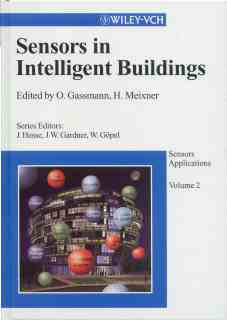 WILEY-VCH
Sensors in
Intelligent Buildings
Edited by O. Gassmann, H. Meixner
Series Editors:
J. Hesse, J. W. Gardner, W. Göpel
Sensors
Applications
Volume 2